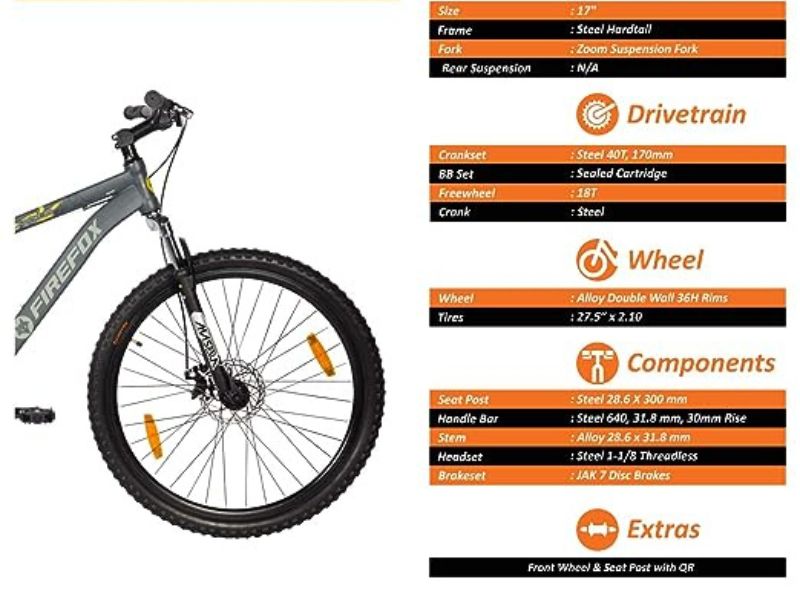 Size : 17"
Frame : Steel Hardtail
Fork : Zoom Suspension Fork
Rear Suspension : N/A
Drivetrain
Crankset : Steel 40T, 170mm
BB Set : Sealed Cartridge
Freewheel : 18T
Crank : Steel
Wheel
Wheel : Alloy Double Wall 36H Rims
Tires : 27.5" x 2.10
Components
Seat Post : Steel 28.6 X 300 mm
Handle Bar : Steel 640, 31.8 mm, 30mm Rise
Stem : Alloy 28.6 x 31.8 mm
Headset : Steel 1-1/8 Threadless
Brakeset : JAK 7 Disc Brakes
Extras
Front Wheel & Seat Post with QR
FIREFOX